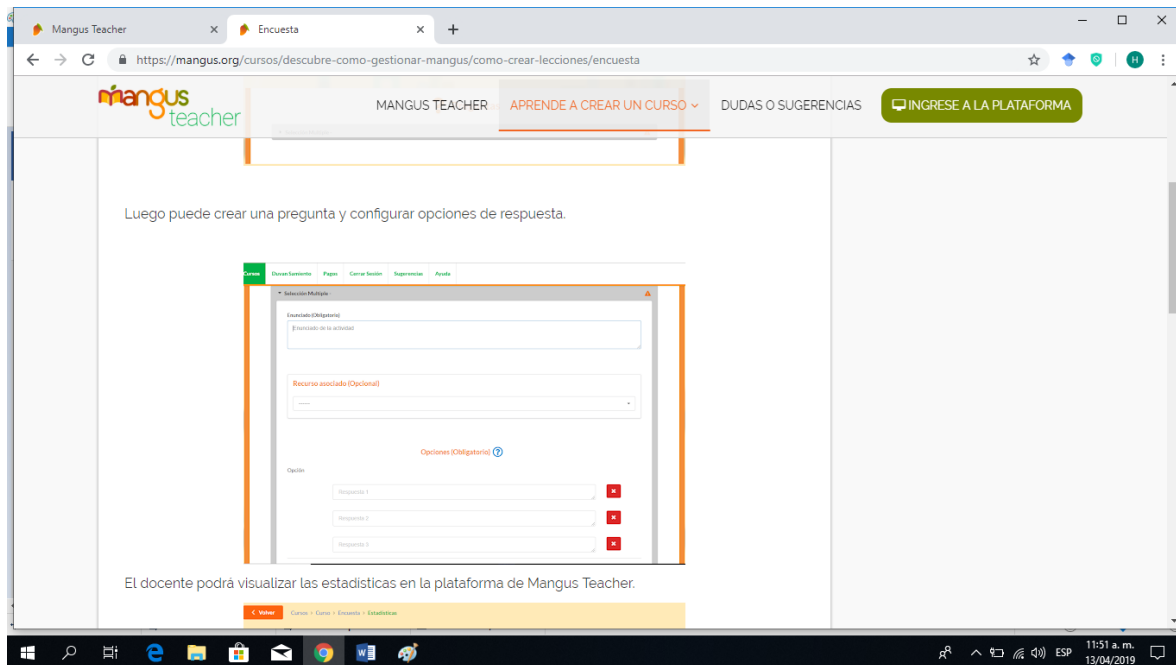 Mangus Teacher
Encuesta
https://mangus.org/cursos/descubre-como-gestionar-mangus/como-crear-lecciones/encuesta
H
mangus teacher
MANGUS TEACHER
APRENDE A CREAR UN CURSO
DUDAS O SUGERENCIAS
INGRESE A LA PLATAFORMA
Luego puede crear una pregunta y configurar opciones de respuesta.
Cursos
Duvan Sarmiento
Pagos
Cerrar Sesión
Sugerencias
Ayuda
Selección Multiple
Enunciado (Obligatorio)
Enunciado de la actividad
Recurso asociado (Opcional)
------
Opciones (Obligatorio) ?
Opción
Respuesta 1
Respuesta 2
Respuesta 3
El docente podrá visualizar las estadísticas en la plataforma de Mangus Teacher.
Volver
Cursos > Curso > Encuesta > Estadísticas
ESP
11:51 a. m.
13/04/2019